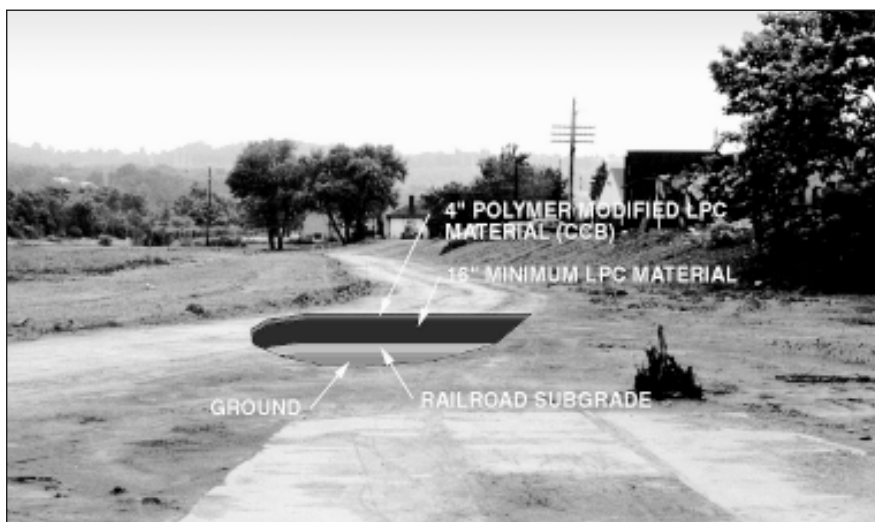 4" POLYMER MODIFIED LPC
MATERIAL (CCB)
16" MINIMUM LPC MATERIAL
GROUND
RAILROAD SUBGRADE